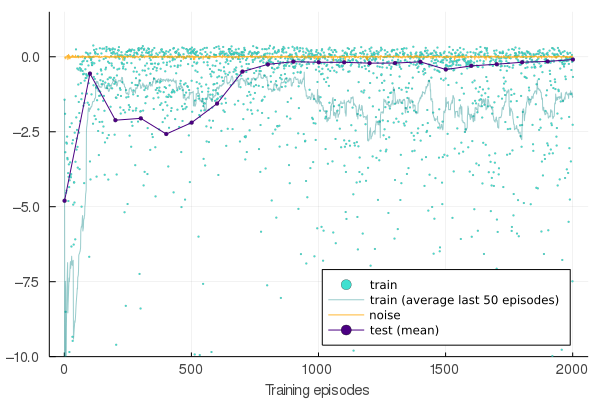 0.0
−2.5
−5.0
−7.5
−10.0
0 500 1000 1500 2000
Training episodes
train
train (average last 50 episodes)
noise
test (mean)